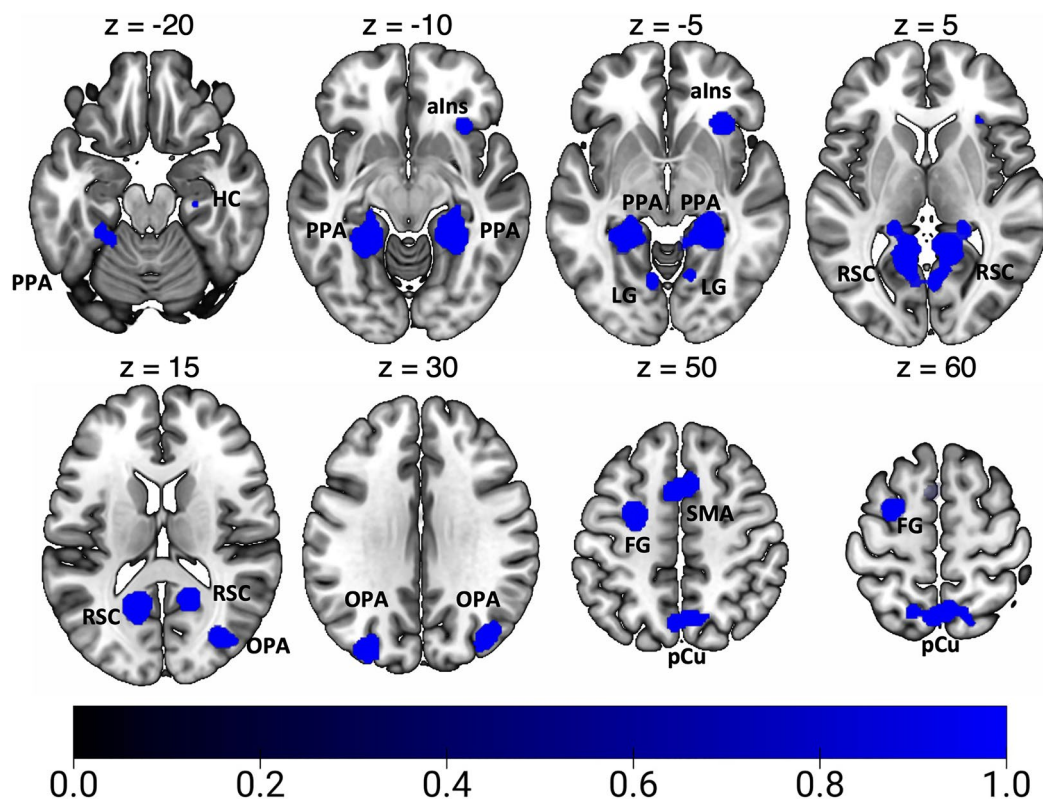 z = -20
z = -10
z = -5
z = 5
aIns
aIns
HC
PPA
PPA
PPA
PPA
PPA
RSC
RSC
LG
LG
z = 15
z = 30
z = 50
z = 60
SMA
FG
FG
RSC
RSC
OPA
OPA
OPA
pCu
pCu
0.0
0.2
0.4
0.6
0.8
1.0